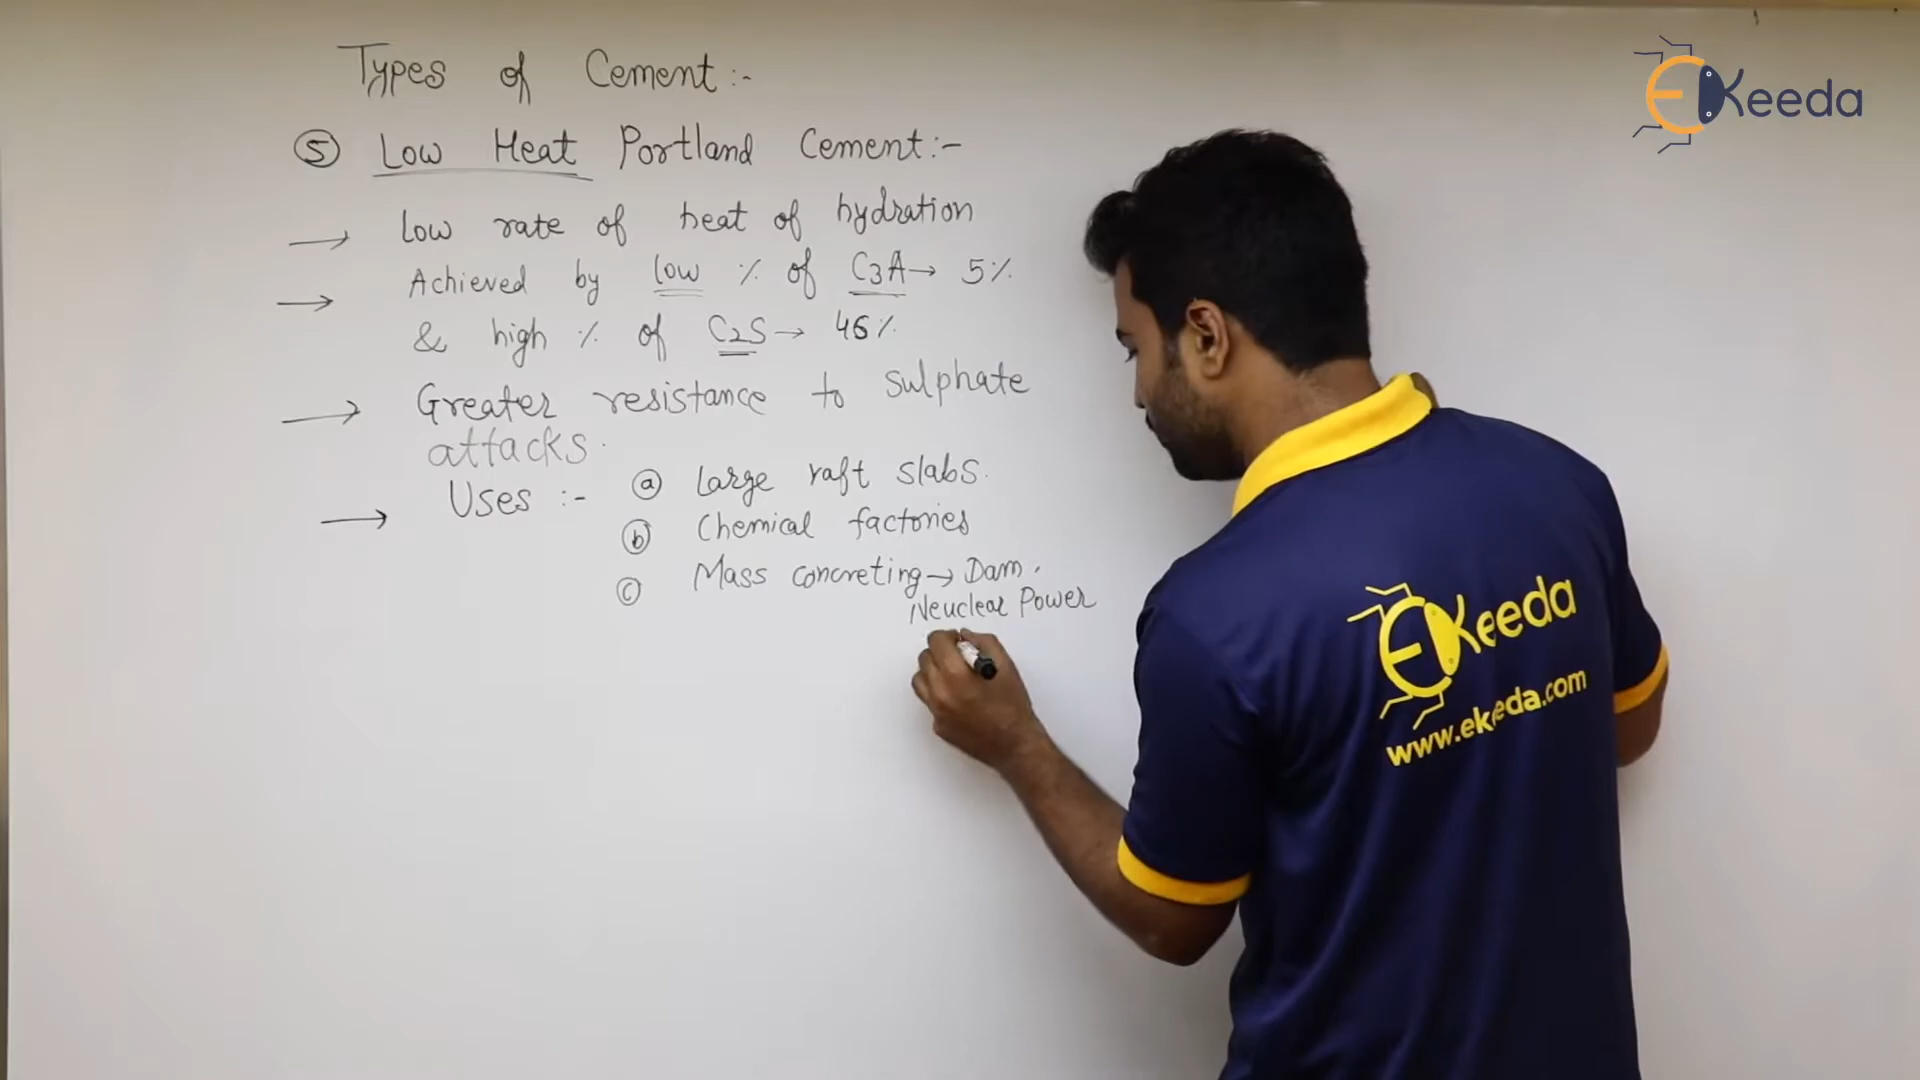 Types of Cement:-
⑤ Low Heat Portland Cement:-
→ Low rate of heat of hydration
→ Achieved by low % of C3A → 5%
& high % of C2S → 46%
→ Greater resistance to sulphate
attacks.
→ Uses :- ⓐ Large raft slabs.
ⓑ Chemical factories
ⓒ Mass concreting → Dam,
Neuclear Power
EKeeda
EKeeda
www.ekeeda.com